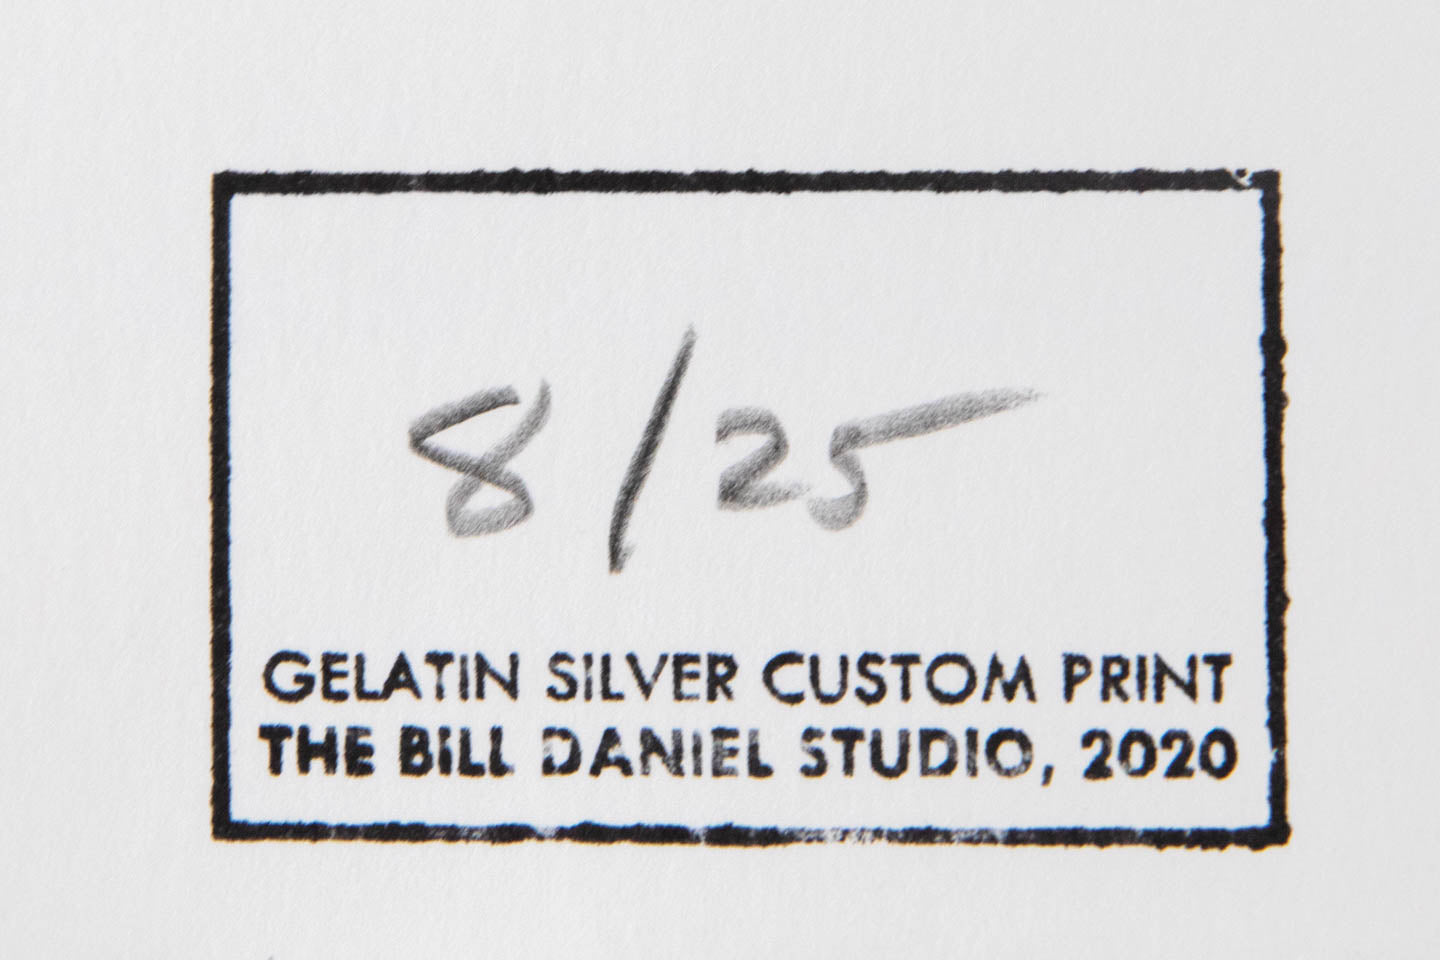 8/25
GELATIN SILVER CUSTOM PRINT
THE BILL DANIEL STUDIO, 2020